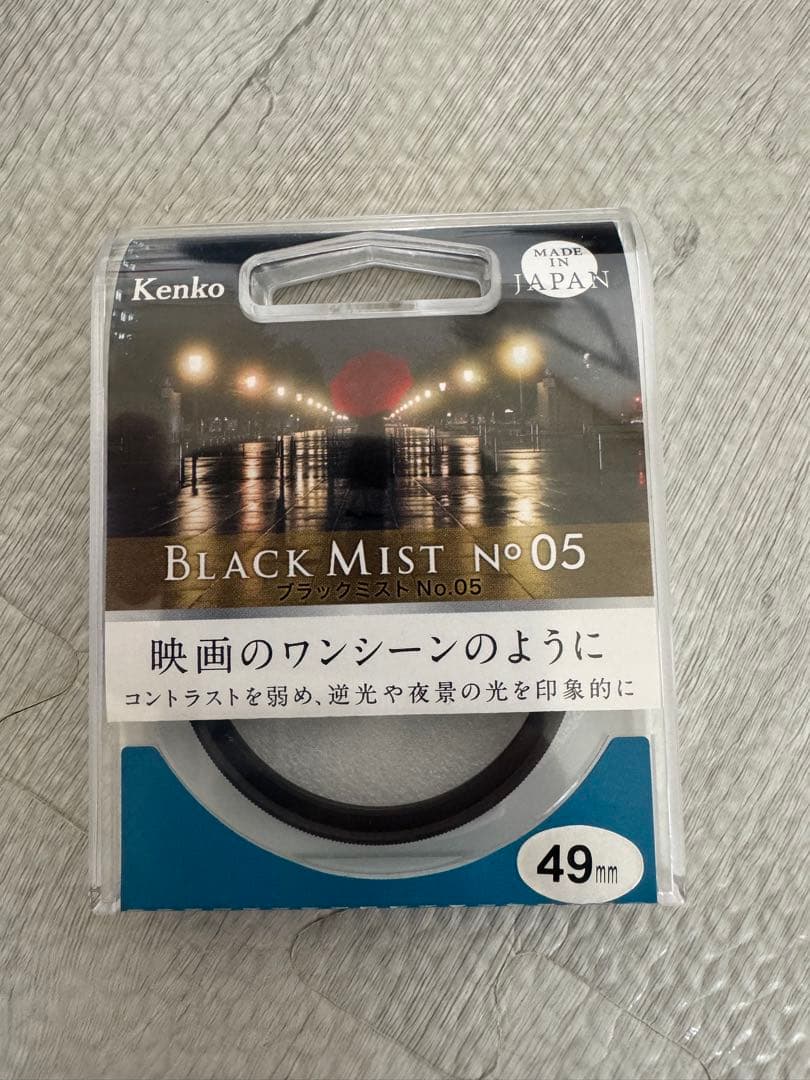 Kenko
MADE
IN
JAPAN
BLACK MIST Nº 05
ブラックミスト No.05
映画のワンシーンのように
コントラストを弱め、逆光や夜景の光を印象的に
49mm